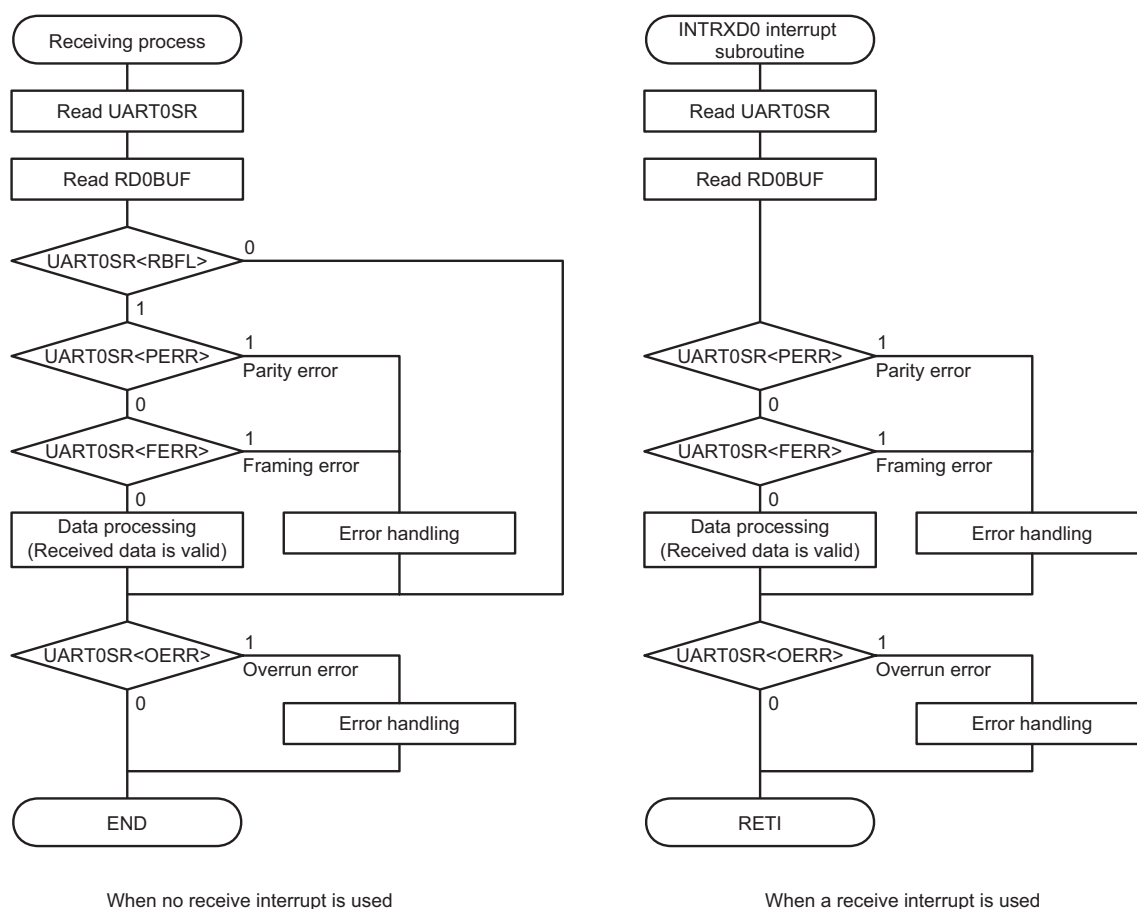 Receiving process
Read UART0SR
Read RD0BUF
UART0SR<RBFL>
0
1
UART0SR<PERR>
1
Parity error
0
UART0SR<FERR>
1
Framing error
0
Data processing
(Received data is valid)
Error handling
UART0SR<OERR>
1
Overrun error
0
Error handling
END
When no receive interrupt is used
INTRXD0 interrupt
subroutine
Read UART0SR
Read RD0BUF
UART0SR<PERR>
1
Parity error
0
UART0SR<FERR>
1
Framing error
0
Data processing
(Received data is valid)
Error handling
UART0SR<OERR>
1
Overrun error
0
Error handling
RETI
When a receive interrupt is used